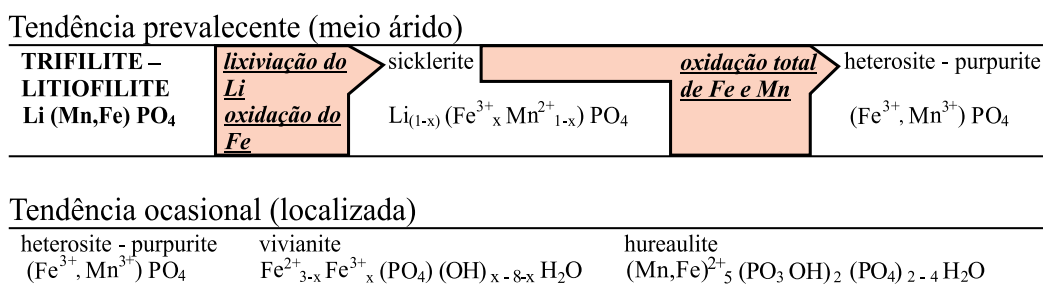 Tendência prevalecente (meio árido)
TRIFILITE – LITIOFILITE Li (Mn,Fe) PO₄
lixiviação do Li oxidação do Fe
sicklerite
Li₍₁₋ₓ₎ (Fe³⁺ₓ Mn²⁺₁₋ₓ) PO₄
oxidação total de Fe e Mn
heterosite - purpurite
(Fe³⁺, Mn³⁺) PO₄
Tendência ocasional (localizada)
heterosite - purpurite
(Fe³⁺, Mn³⁺) PO₄
vivianite
Fe²⁺₃₋ₓ Fe³⁺ₓ (PO₄) (OH) ₓ ₋ ₈₋ₓ H₂O
hureaulite
(Mn,Fe)²⁺₅ (PO₃ OH)₂ (PO₄) ₂ ₋ ₄ H₂O